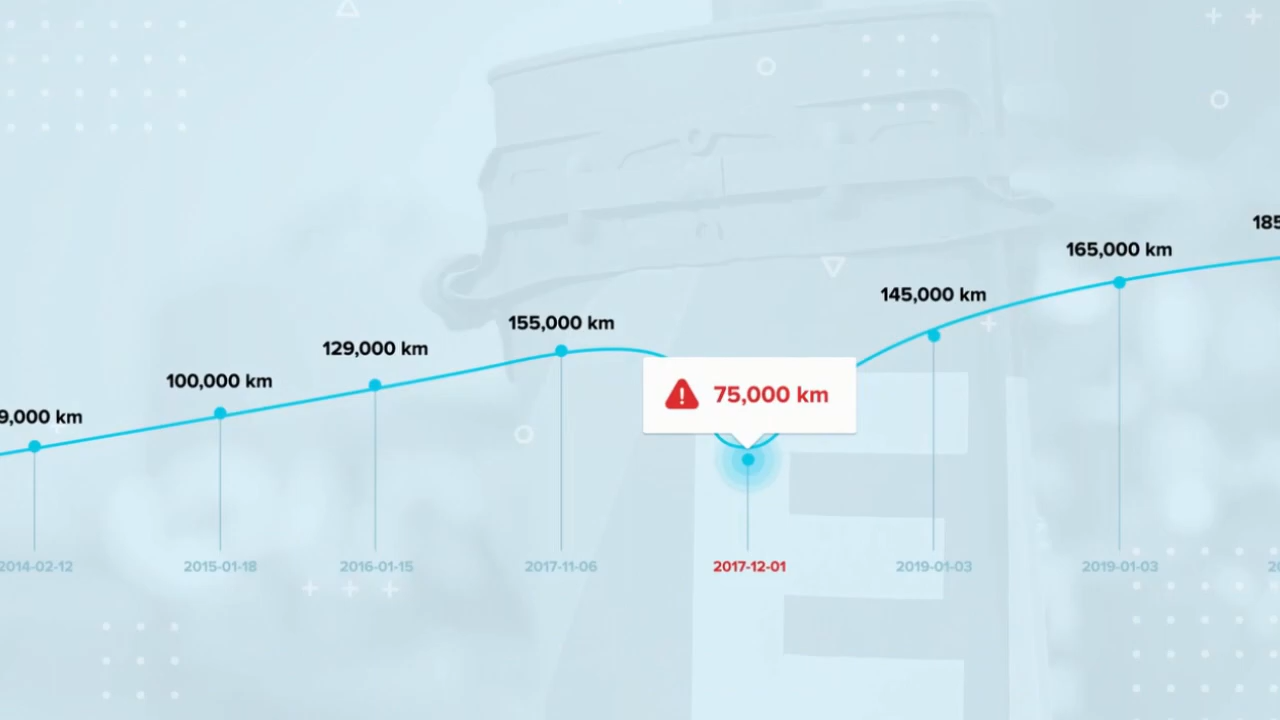 185
165,000 km
145,000 km
155,000 km
129,000 km
100,000 km
75,000 km
9,000 km
2014-02-12
2015-01-18
2016-01-15
2017-11-06
2017-12-01
2019-01-03
2019-01-03
20